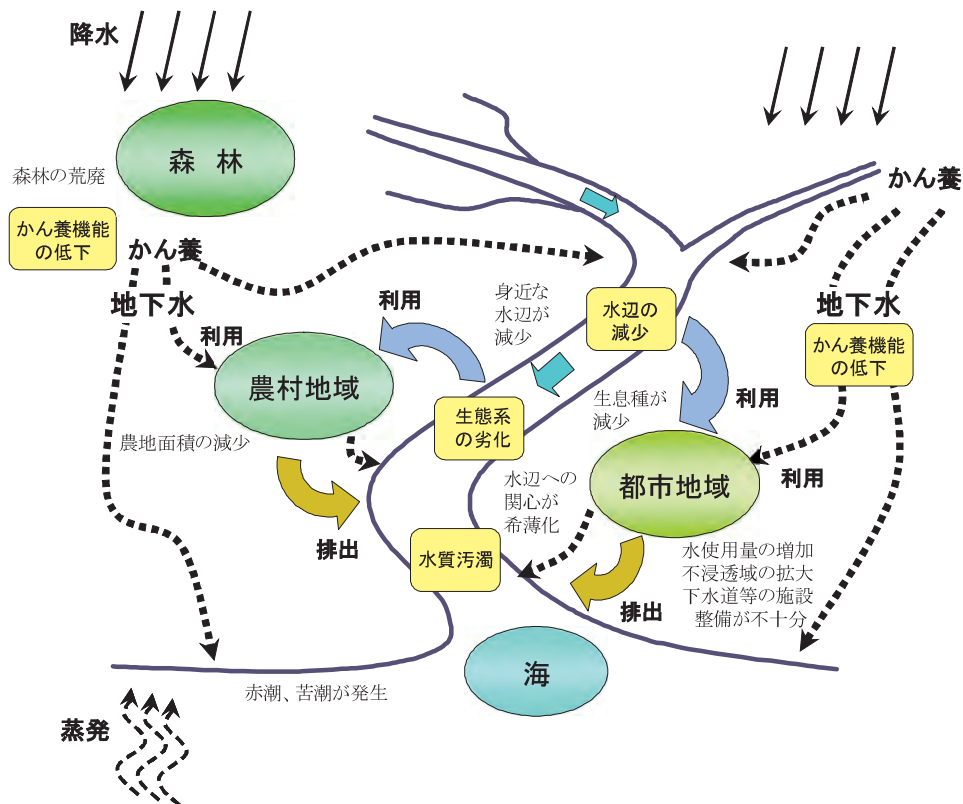 降水
森 林
森林の荒廃
かん養機能
の低下
かん養
地下水
利用
農村地域
農地面積の減少
利用
身近な
水辺が
減少
水辺の
減少
生態系
の劣化
生息種が
減少
利用
かん養
地下水
かん養機能
の低下
利用
都市地域
水辺への
関心が
希薄化
排出
水質汚濁
排出
水使用量の増加
不浸透域の拡大
下水道等の施設
整備が不十分
海
赤潮、苦潮が発生
蒸発